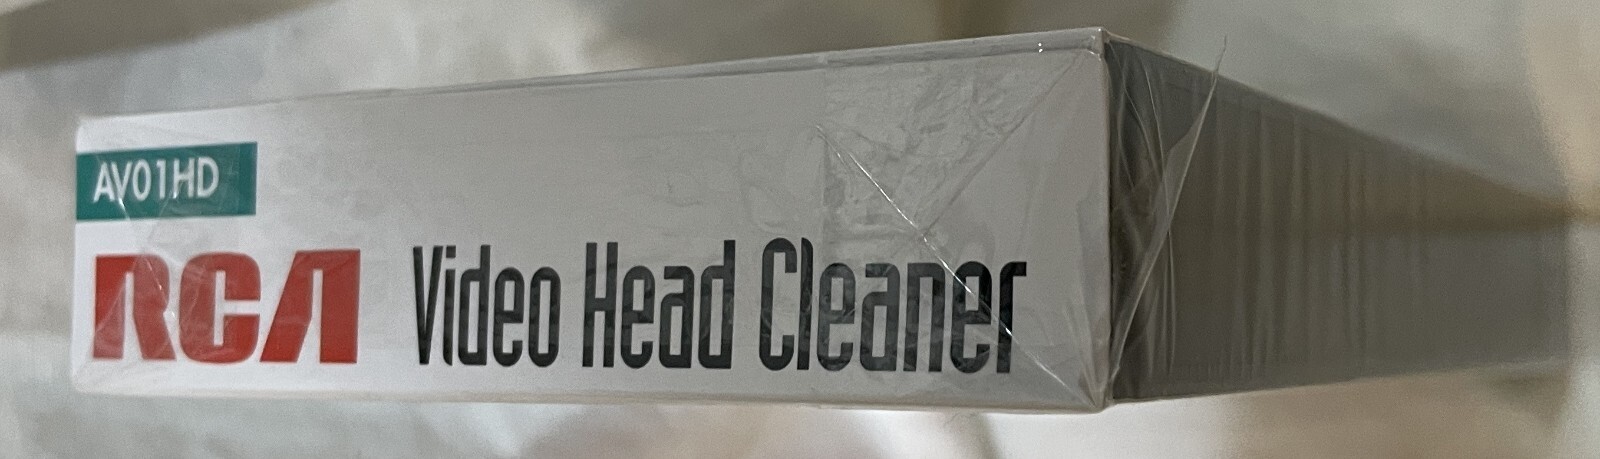 AV01HD
RCA Video Head Cleaner